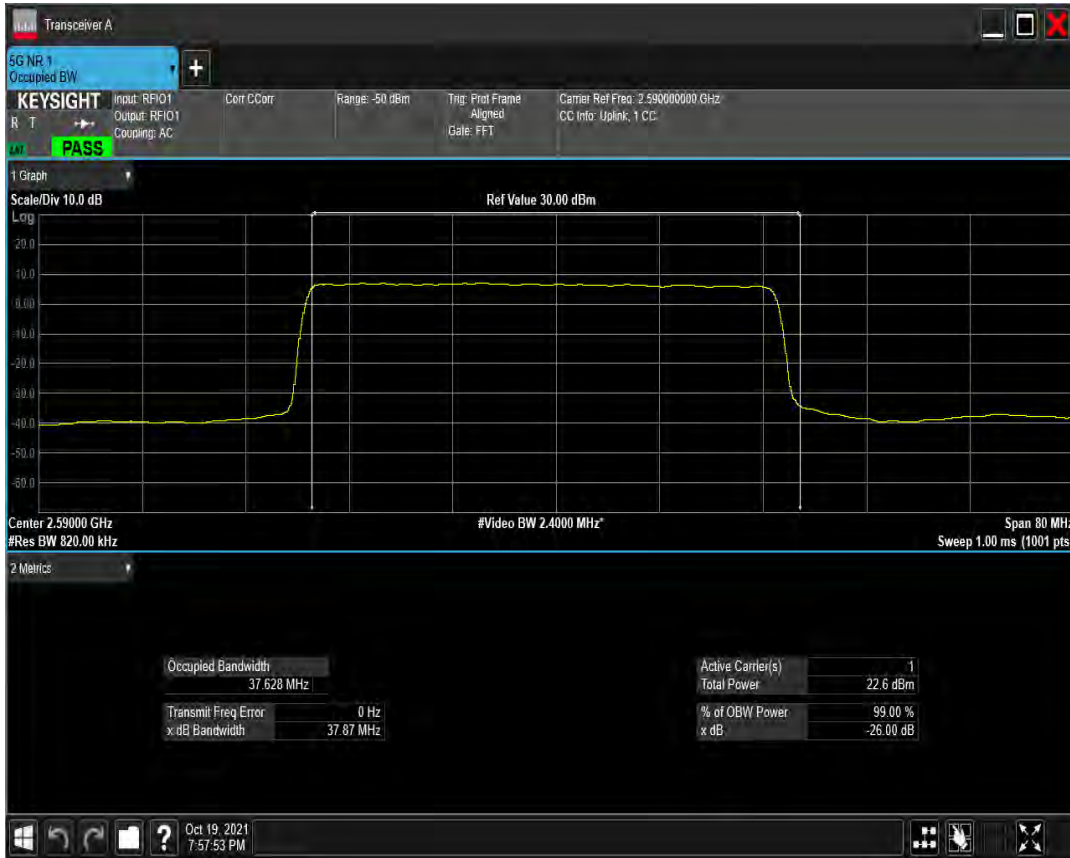 Transceiver A
5G NR 1
Occupied BW
+
KEYSIGHT
R T
PASS
Input: RFIO1
Output: RFIO1
Coupling: AC
Corr CCorr
Range: -50 dBm
Trig: Prot Frame
Aligned
Gate: FFT
Carrier Ref Freq: 2.590000000 GHz
CC Info: Uplink, 1 CC
1 Graph
Scale/Div 10.0 dB
Ref Value 30.00 dBm
Log
20.0
10.0
0.00
-10.0
-20.0
-30.0
-40.0
-50.0
-60.0
Center 2.59000 GHz
#Video BW 2.4000 MHz*
Span 80 MHz
#Res BW 820.00 kHz
Sweep 1.00 ms (1001 pts
2 Metrics
Occupied Bandwidth
37.628 MHz
Transmit Freq Error 0 Hz
x dB Bandwidth 37.87 MHz
Active Carrier(s) 1
Total Power 22.6 dBm
% of OBW Power 99.00 %
x dB -26.00 dB
?
Oct 19, 2021
7:57:53 PM